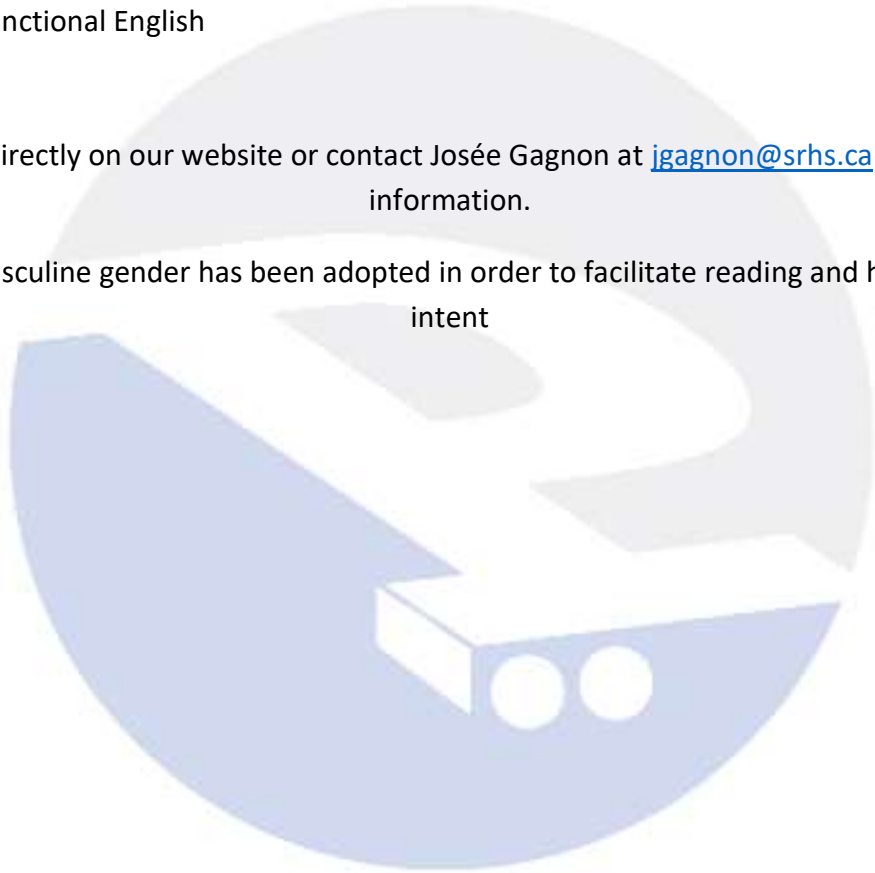 nctional English
irectly on our website or contact Josée Gagnon at jgagnon@srhs.ca
information.
sculine gender has been adopted in order to facilitate reading and h
intent